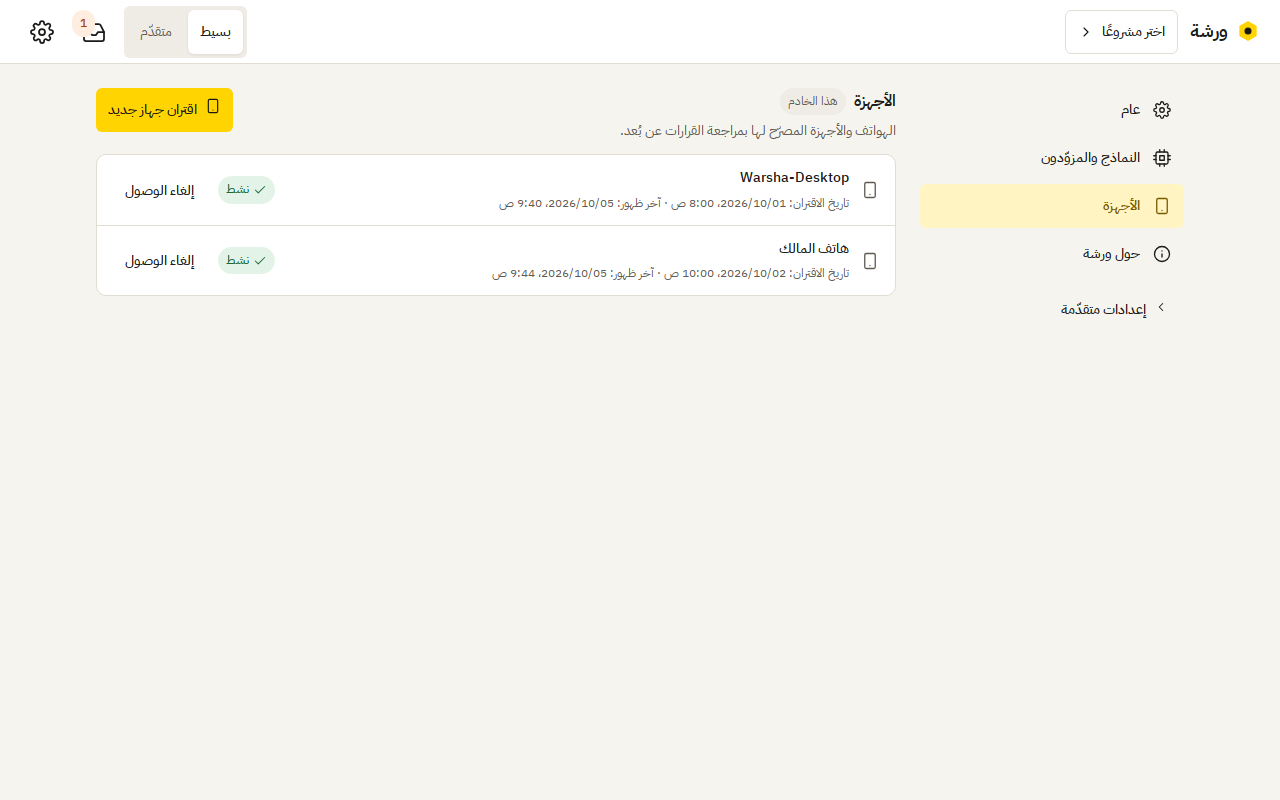 ورشة
اختر مشروعًا
بسيط
متقدّم
1
عام
النماذج والمزوّدون
الأجهزة
حول ورشة
إعدادات متقدّمة
الأجهزة هذا الخادم
الهواتف والأجهزة المصرّح لها بمراجعة القرارات عن بُعد.
اقتران جهاز جديد
Warsha-Desktop
تاريخ الاقتران: 2026/10/01، 8:00 ص · آخر ظهور: 2026/10/05، 9:40 ص
نشط
إلغاء الوصول
هاتف المالك
تاريخ الاقتران: 2026/10/02، 10:00 ص · آخر ظهور: 2026/10/05، 9:44 ص
نشط
إلغاء الوصول